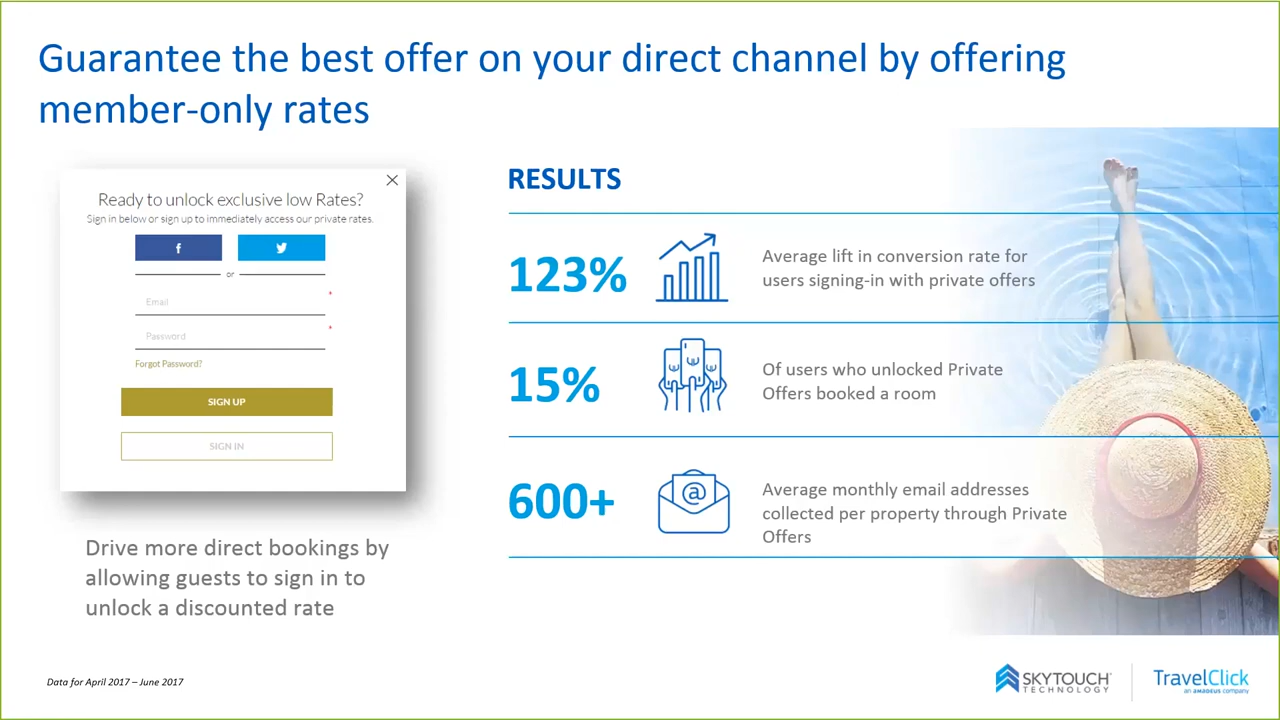 Guarantee the best offer on your direct channel by offering
member-only rates
Ready to unlock exclusive low Rates?
Sign in below or sign up to immediately access our private rates.
f
or
Email *
Password *
Forgot Password?
SIGN UP
SIGN IN
Drive more direct bookings by
allowing guests to sign in to
unlock a discounted rate
RESULTS
123%
Average lift in conversion rate for
users signing-in with private offers
15%
Of users who unlocked Private
Offers booked a room
600+
@
Average monthly email addresses
collected per property through Private
Offers
Data for April 2017 – June 2017
SKYTOUCH
TECHNOLOGY
TravelClick
an amadeus company